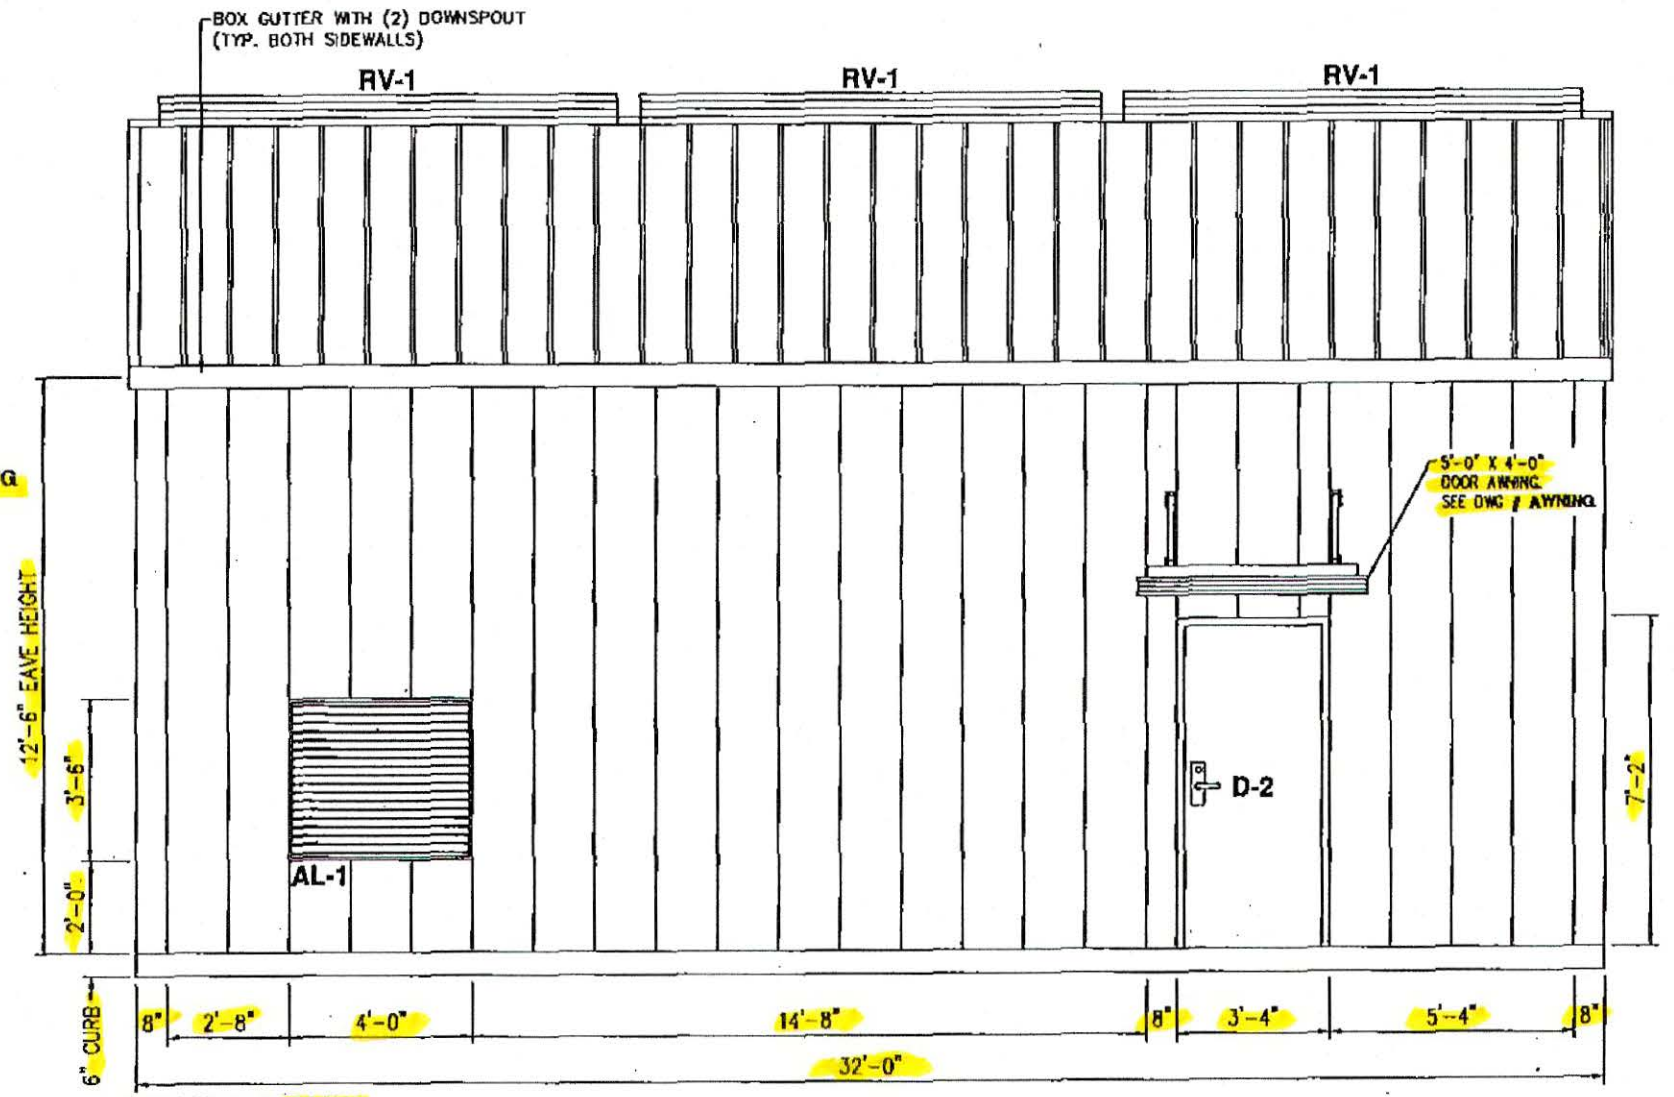 BOX GUTTER WITH (2) DOWNSPOUT
(TYP. BOTH SIDEWALLS)
RV-1
RV-1
RV-1
G
5'-0" X 4'-0"
DOOR AWNING.
SEE DWG # AWNING
12'-6" EAVE HEIGHT
3'-6"
2'-0"
6" CURB
AL-1
D-2
7'-2"
8"
2'-8"
4'-0"
14'-8"
8"
3'-4"
5'-4"
8"
32'-0"